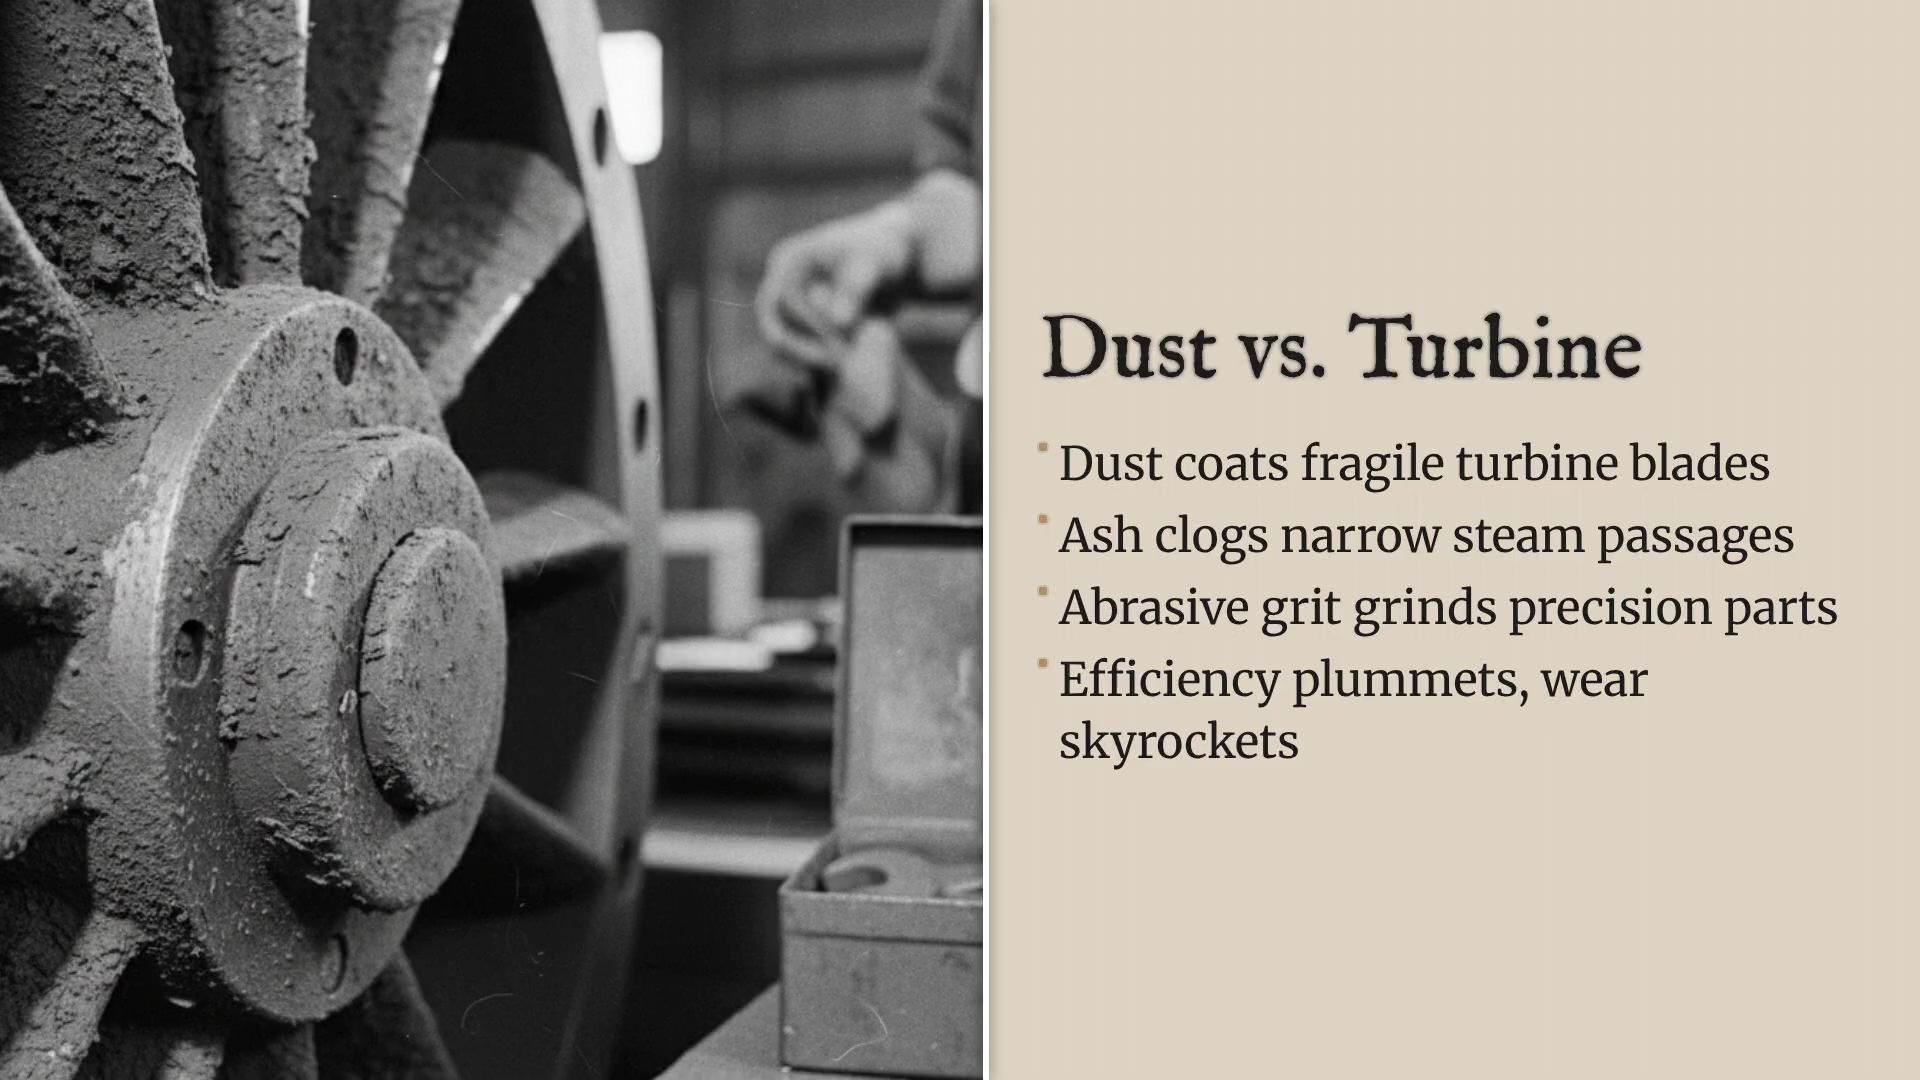 Dust vs. Turbine
Dust coats fragile turbine blades
Ash clogs narrow steam passages
Abrasive grit grinds precision parts
Efficiency plummets, wear
skyrockets